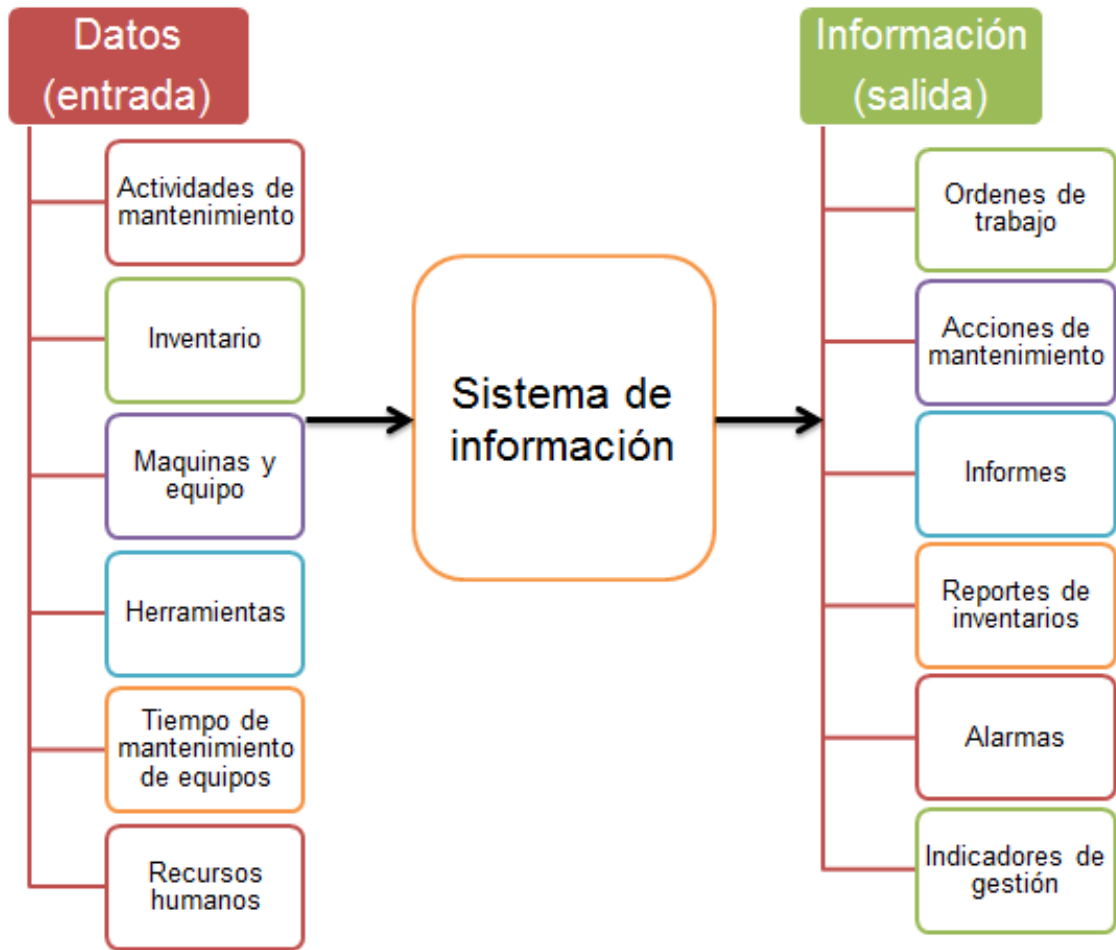 Datos
(entrada)
Actividades de
mantenimiento
Inventario
Maquinas y
equipo
Herramientas
Tiempo de
mantenimiento
de equipos
Recursos
humanos
Sistema de
información
Información
(salida)
Ordenes de
trabajo
Acciones de
mantenimiento
Informes
Reportes de
inventarios
Alarmas
Indicadores de
gestión